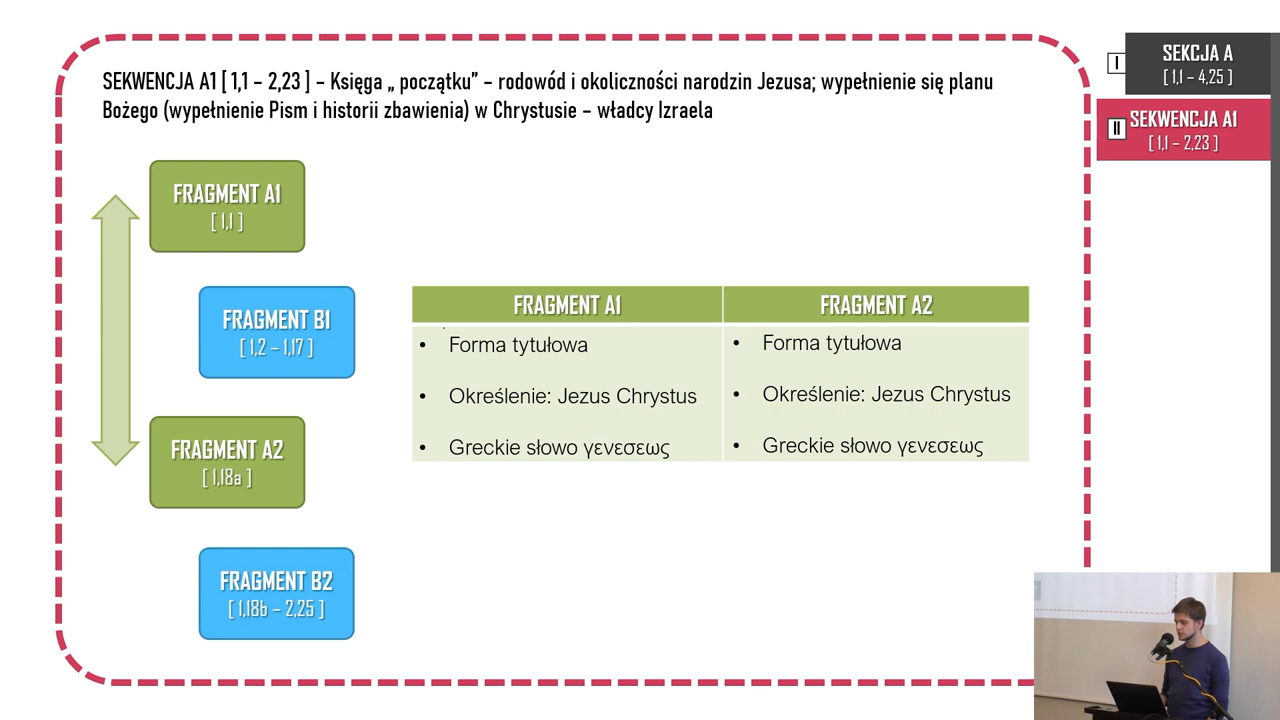 SEKWENCJA A1 [ 1,1 – 2,23 ] – Księga „ początku” – rodowód i okoliczności narodzin Jezusa; wypełnienie się planu
Bożego (wypełnienie Pism i historii zbawienia) w Chrystusie – władcy Izraela
I
SEKCJA A
[ 1,1 – 4,25 ]
II
SEKWENCJA A1
[ 1,1 – 2,23 ]
FRAGMENT A1
[ 1,1 ]
FRAGMENT B1
[ 1,2 – 1,17 ]
FRAGMENT A2
[ 1,18a ]
FRAGMENT B2
[ 1,18b – 2,25 ]
FRAGMENT A1
• Forma tytułowa
• Określenie: Jezus Chrystus
• Greckie słowo γενεσεως
FRAGMENT A2
• Forma tytułowa
• Określenie: Jezus Chrystus
• Greckie słowo γενεσεως